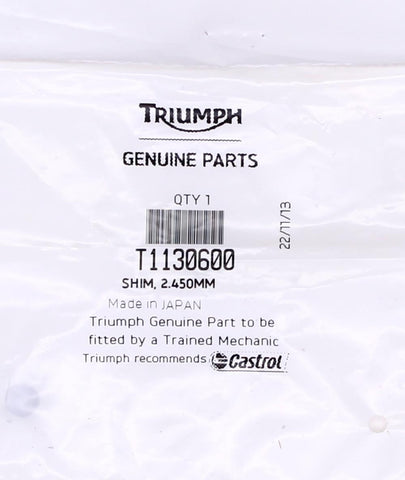 TRIUMPH
GENUINE PARTS
QTY 1
22/11/13
T1130600
SHIM, 2.450MM
Made in JAPAN
Triumph Genuine Part to be
fitted by a Trained Mechanic
Triumph recommends Castrol